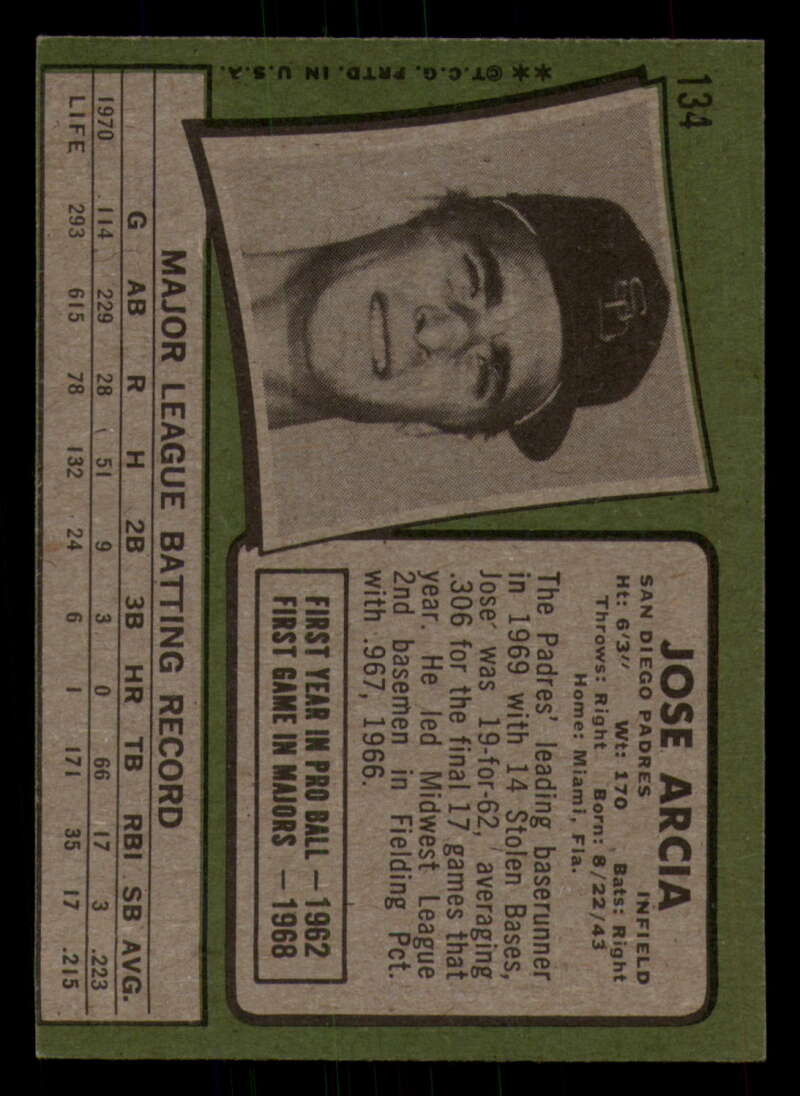 134
** ©T.C.G. PRTD. IN U.S.A.
SD
JOSE ARCIA
SAN DIEGO PADRES INFIELD
Ht: 6'3" Wt: 170 Bats: Right
Throws: Right Born: 8/22/43
Home: Miami, Fla.
The Padres' leading baserunner
in 1969 with 14 Stolen Bases,
Jose' was 19-for-62, averaging
.306 for the final 17 games that
year. He led Midwest League
2nd basemen in Fielding Pct.
with .967, 1966.
FIRST YEAR IN PRO BALL — 1962
FIRST GAME IN MAJORS — 1968
MAJOR LEAGUE BATTING RECORD
G AB R H 2B 3B HR TB RBI SB AVG.
1970 114 229 28 51 9 3 0 66 17 3 .223
LIFE 293 615 78 132 24 6 1 171 35 17 .215